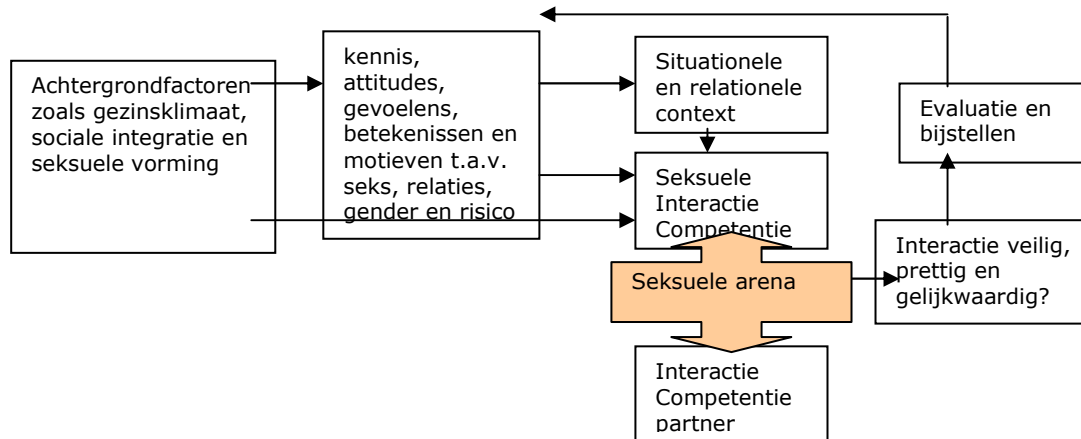 Achtergrondfactoren
zoals gezinsklimaat,
sociale integratie en
seksuele vorming
kennis,
attitudes,
gevoelens,
betekenissen en
motieven t.a.v.
seks, relaties,
gender en risico
Situationele
en relationele
context
Seksuele
Interactie
Competentie
Seksuele arena
Interactie
Competentie
partner
Evaluatie en
bijstellen
Interactie veilig,
prettig en
gelijkwaardig?